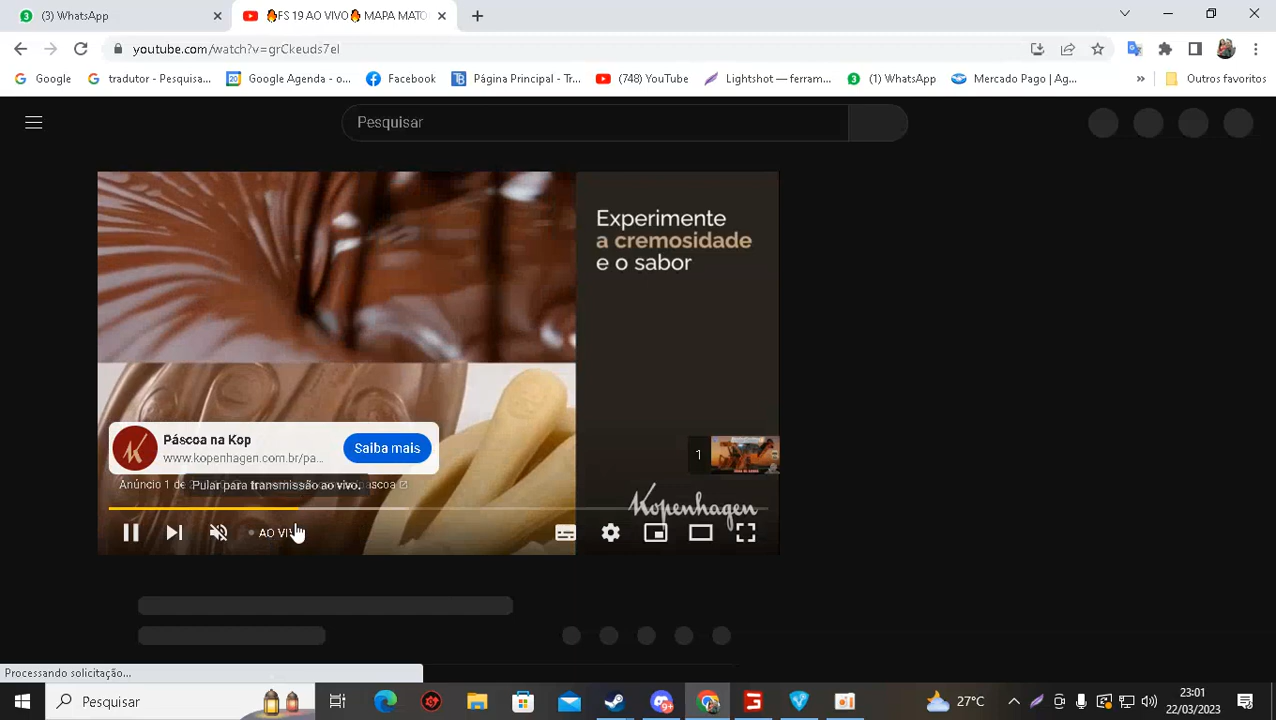 (3) WhatsApp
🔥FS 19 AO VIVO🔥 MAPA MATO
youtube.com/watch?v=grCkeuds7eI
Google
tradutor - Pesquisa...
Google Agenda - o...
Facebook
Página Principal - Tr...
(748) YouTube
Lightshot — ferram...
(1) WhatsApp
Mercado Pago | Ag...
»
Outros favoritos
Pesquisar
Experimente
a cremosidade
e o sabor
Páscoa na Kop
www.kopenhagen.com.br/pa...
Saiba mais
1
Anúncio 1 de
Pular para transmissão ao vivo.
Kopenhagen
AO VIVO
Processando solicitação...
Pesquisar
27°C
23:01
22/03/2023